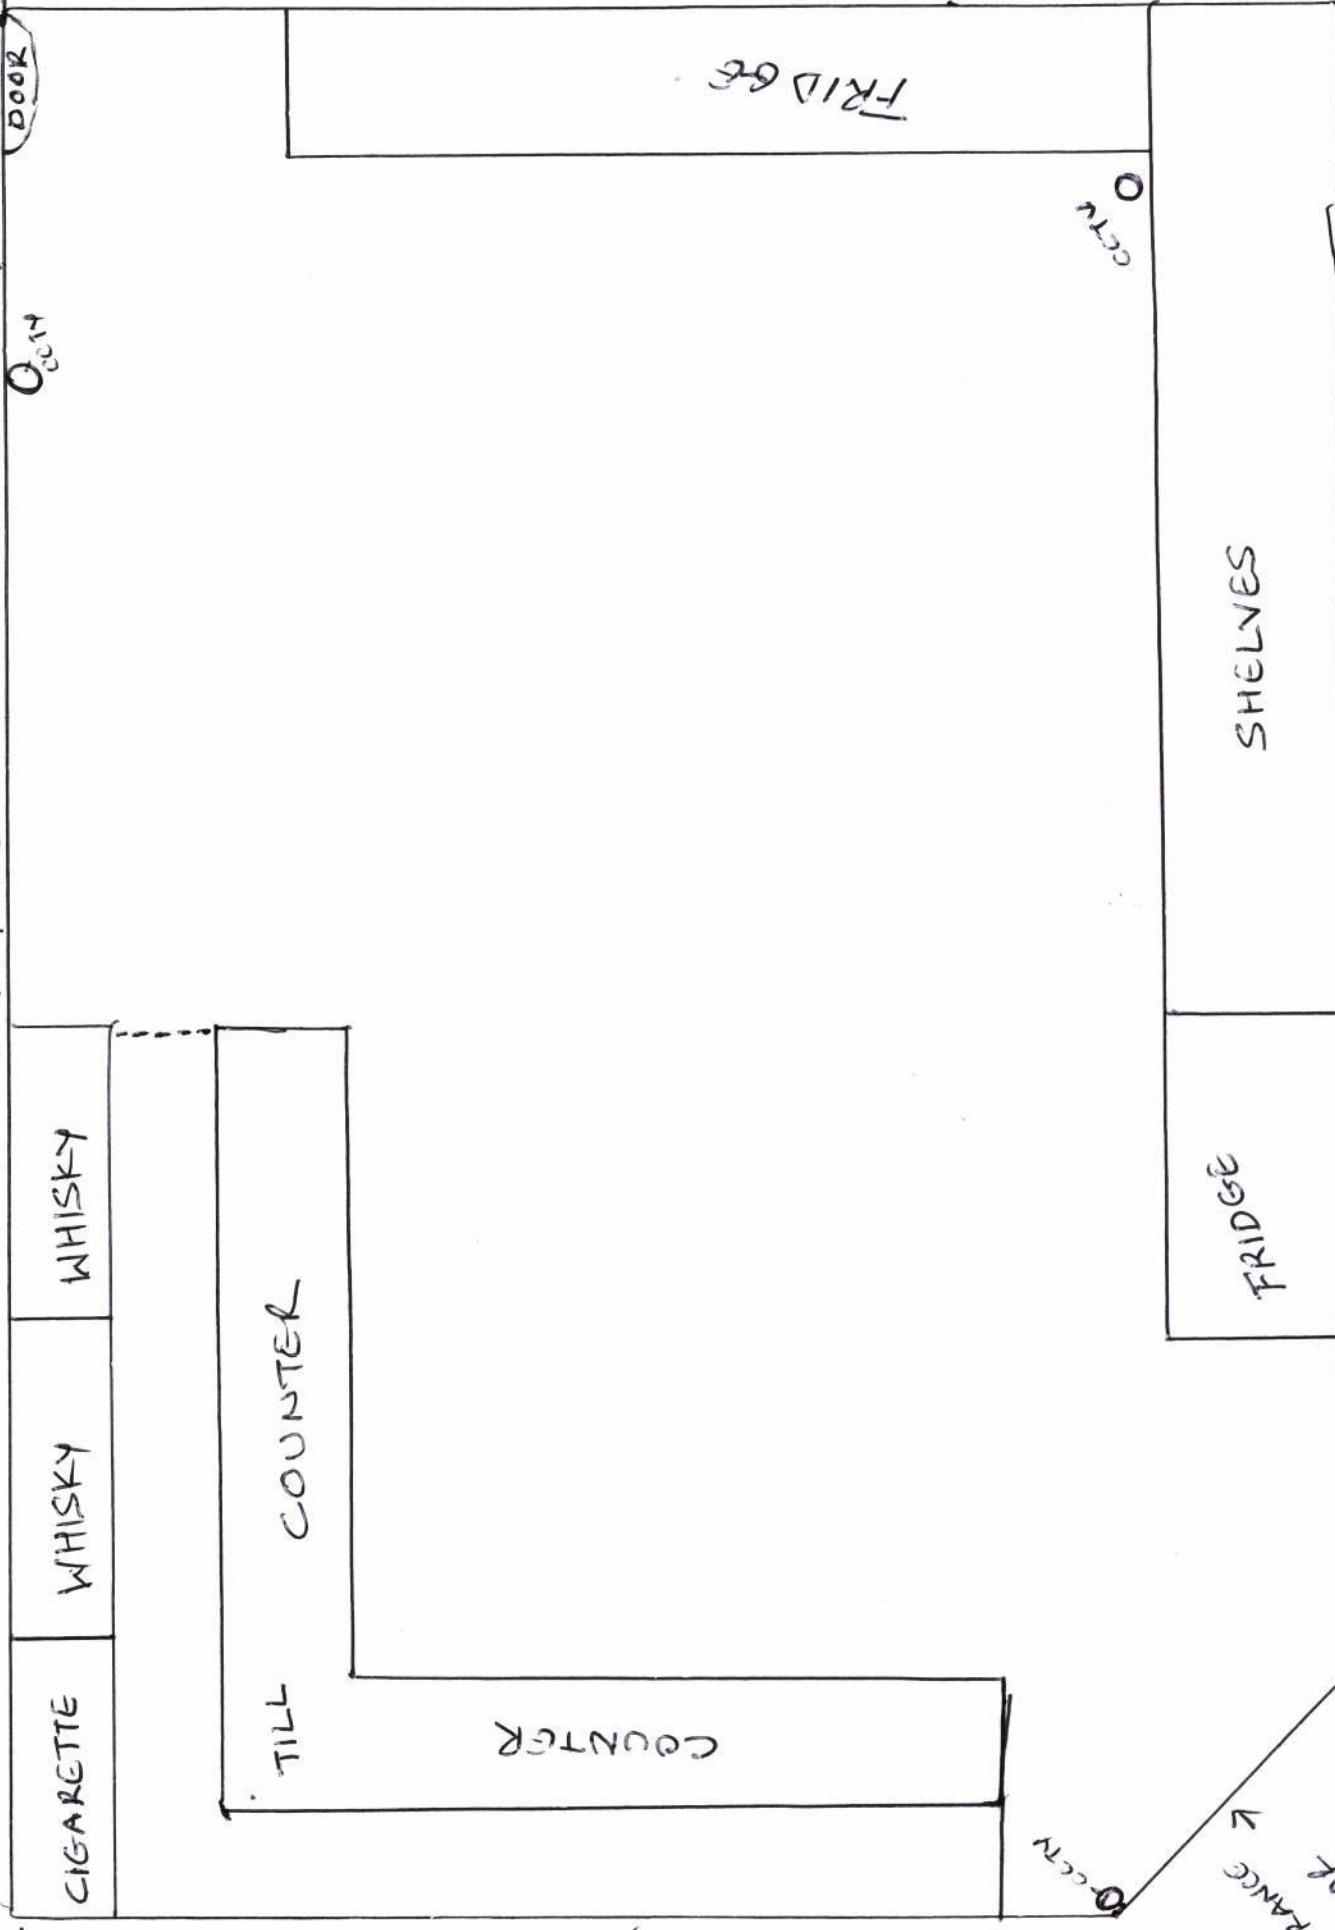 DOOR
FRIDGE
CCTV
CCTV
SHELVES
WHISKY
FRIDGE
COUNTER
WHISKY
TILL
COUNTER
CIGARETTE
CCTV